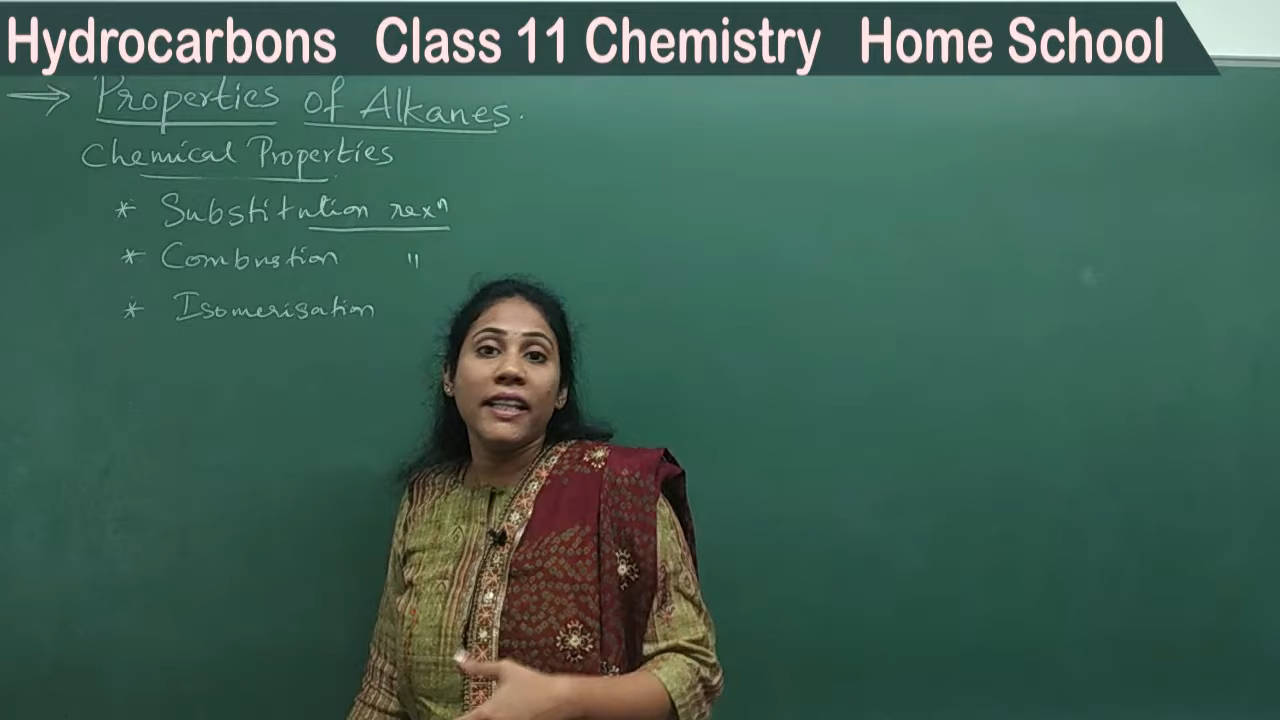 Hydrocarbons Class 11 Chemistry Home School
→ Properties of Alkanes.
Chemical Properties
* Substitution rexⁿ
* Combustion "
* Isomerisation